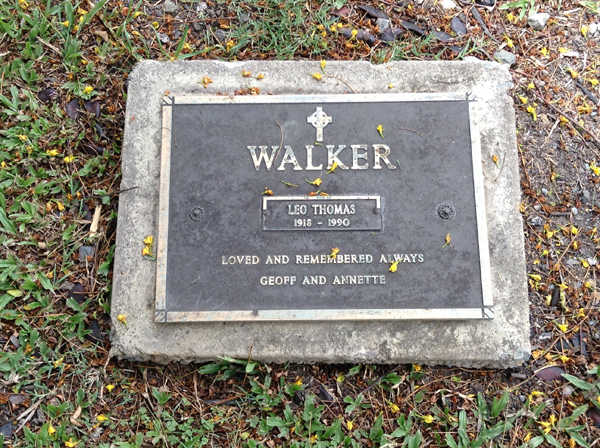 WALKER
LEO THOMAS
1918 - 1990
LOVED AND REMEMBERED ALWAYS
GEOFF AND ANNETTE